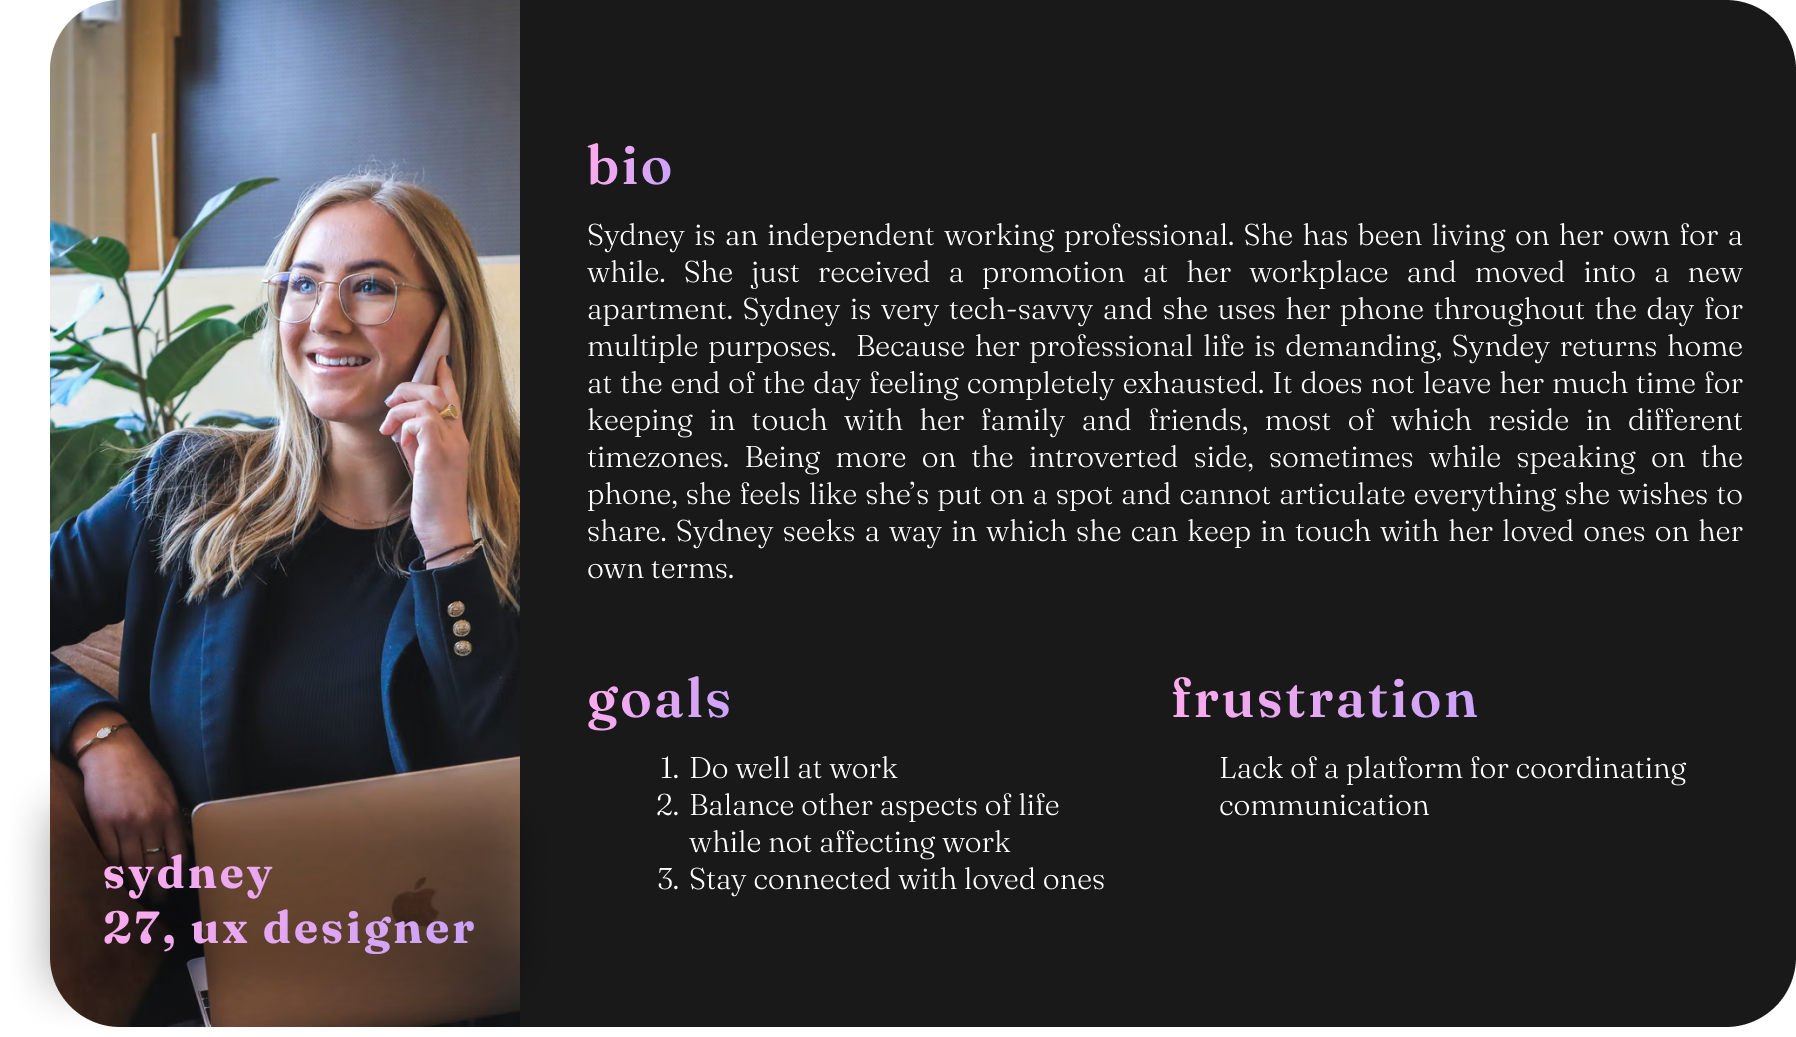 bio
Sydney is an independent working professional. She has been living on her own for a
while. She just received a promotion at her workplace and moved into a new
apartment. Sydney is very tech-savvy and she uses her phone throughout the day for
multiple purposes.  Because her professional life is demanding, Syndey returns home
at the end of the day feeling completely exhausted. It does not leave her much time for
keeping in touch with her family and friends, most of which reside in different
timezones. Being more on the introverted side, sometimes while speaking on the
phone, she feels like she’s put on a spot and cannot articulate everything she wishes to
share. Sydney seeks a way in which she can keep in touch with her loved ones on her
own terms.
goals
1. Do well at work
2. Balance other aspects of life
while not affecting work
3. Stay connected with loved ones
frustration
Lack of a platform for coordinating
communication
sydney
27, ux designer